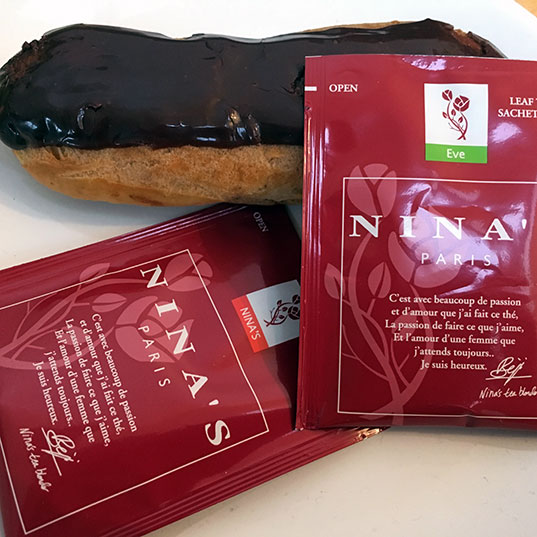 OPEN
LEAF
SACHET
Eve
NINA'
PARIS
C'est avec beaucoup de passion
et d'amour que j'ai fait ce thé,
La passion de faire ce que j'aime,
Et l'amour d'une femme que
j'attends toujours..
Je suis heureux.
Nina's tea blender
OPEN
NINA'S
NINA'S
PARIS
C'est avec beaucoup de passion
et d'amour que j'ai fait ce thé,
La passion de faire ce que j'aime,
Et l'amour d'une femme que
j'attends toujours..
Je suis heureux.
Nina's tea blender